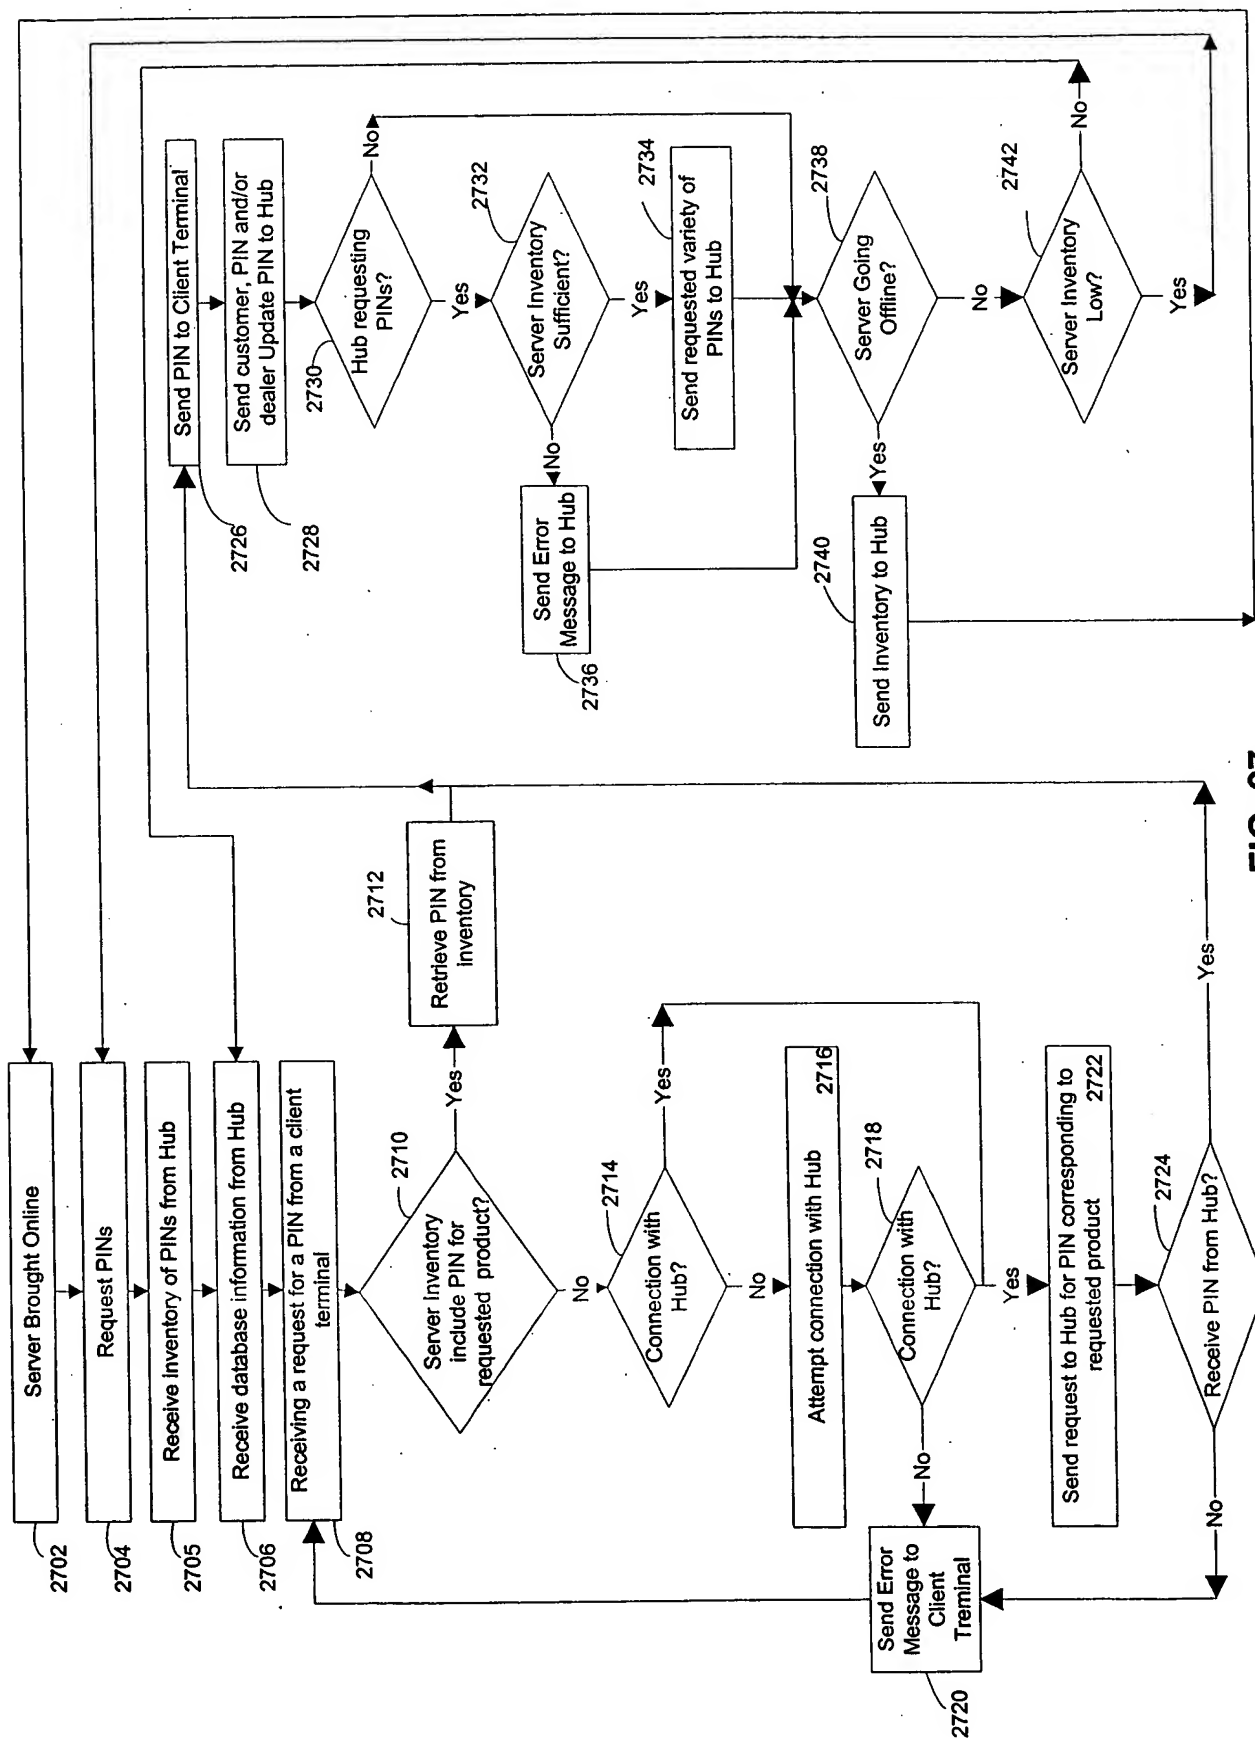 2702
Server Brought Online
2704
Request PINs
2705
Receive inventory of PINs from Hub
2706
Receive database information from Hub
2708
Receiving a request for a PIN from a client
terminal
2710
Server Inventory
include PIN for
requested product?
Yes
No
2712
Retrieve PIN from
inventory
2714
Connection with
Hub?
Yes
No
2716
Attempt connection with Hub
2718
Connection with
Hub?
No
Yes
2720
Send Error
Message to
Client
Treminal
2722
Send request to Hub for PIN corresponding to
requested product
2724
Receive PIN from Hub?
No
Yes
2726
Send PIN to Client Terminal
2728
Send customer, PIN and/or
dealer Update PIN to Hub
2730
Hub requesting
PINs?
No
Yes
2732
Server Inventory
Sufficient?
No
Yes
2734
Send requested variety of
PINs to Hub
2736
Send Error
Message to Hub
2738
Server Going
Offline?
Yes
No
2740
Send Inventory to Hub
2742
Server Inventory
Low?
No
Yes